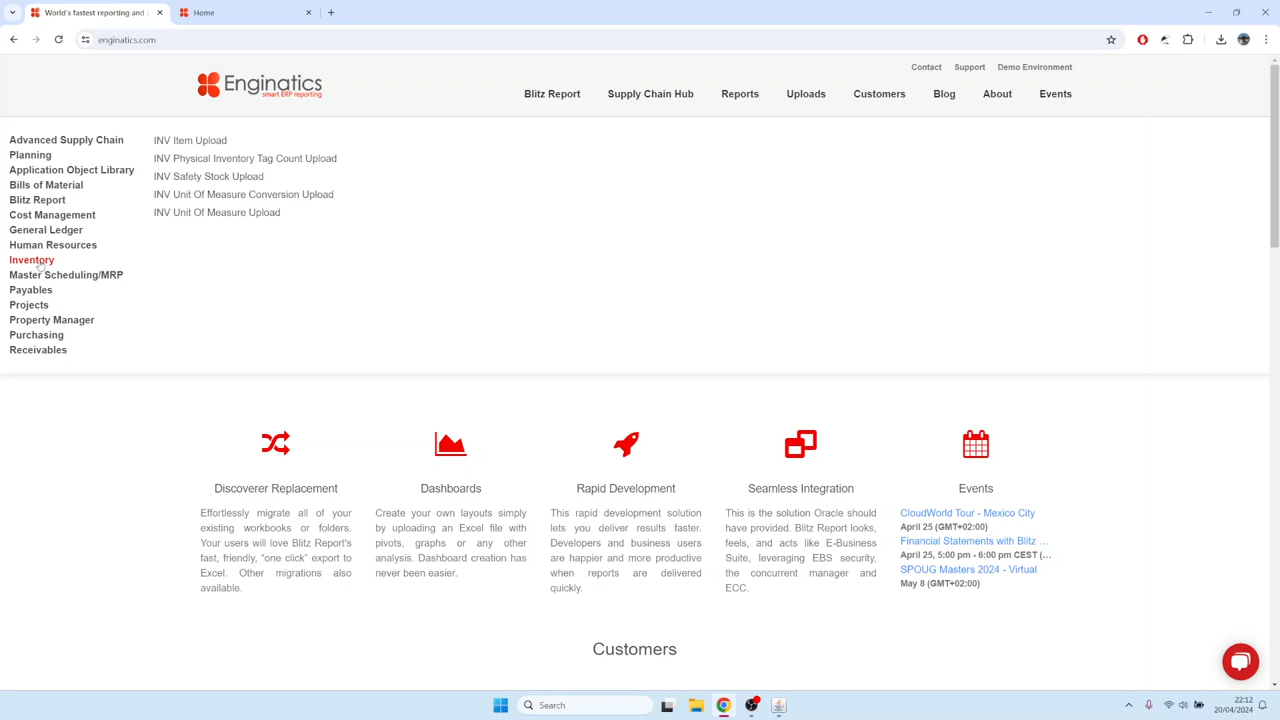 World's fastest reporting and
Home
enginatics.com
Contact Support Demo Environment
Enginatics
smart ERP reporting
Blitz Report Supply Chain Hub Reports Uploads Customers Blog About Events
Advanced Supply Chain
Planning
Application Object Library
Bills of Material
Blitz Report
Cost Management
General Ledger
Human Resources
Inventory
Master Scheduling/MRP
Payables
Projects
Property Manager
Purchasing
Receivables
INV Item Upload
INV Physical Inventory Tag Count Upload
INV Safety Stock Upload
INV Unit Of Measure Conversion Upload
INV Unit Of Measure Upload
Discoverer Replacement
Effortlessly migrate all of your
existing workbooks or folders.
Your users will love Blitz Report's
fast, friendly, “one click” export to
Excel. Other migrations also
available.
Dashboards
Create your own layouts simply
by uploading an Excel file with
pivots, graphs or any other
analysis. Dashboard creation has
never been easier.
Rapid Development
This rapid development solution
lets you deliver results faster.
Developers and business users
are happier and more productive
when reports are delivered
quickly.
Seamless Integration
This is the solution Oracle should
have provided. Blitz Report looks,
feels, and acts like E-Business
Suite, leveraging EBS security,
the concurrent manager and
ECC.
Events
CloudWorld Tour - Mexico City
April 25 (GMT+02:00)
Financial Statements with Blitz ...
April 25, 5:00 pm - 6:00 pm CEST (...
SPOUG Masters 2024 - Virtual
May 8 (GMT+02:00)
Customers
Search
22:12
20/04/2024